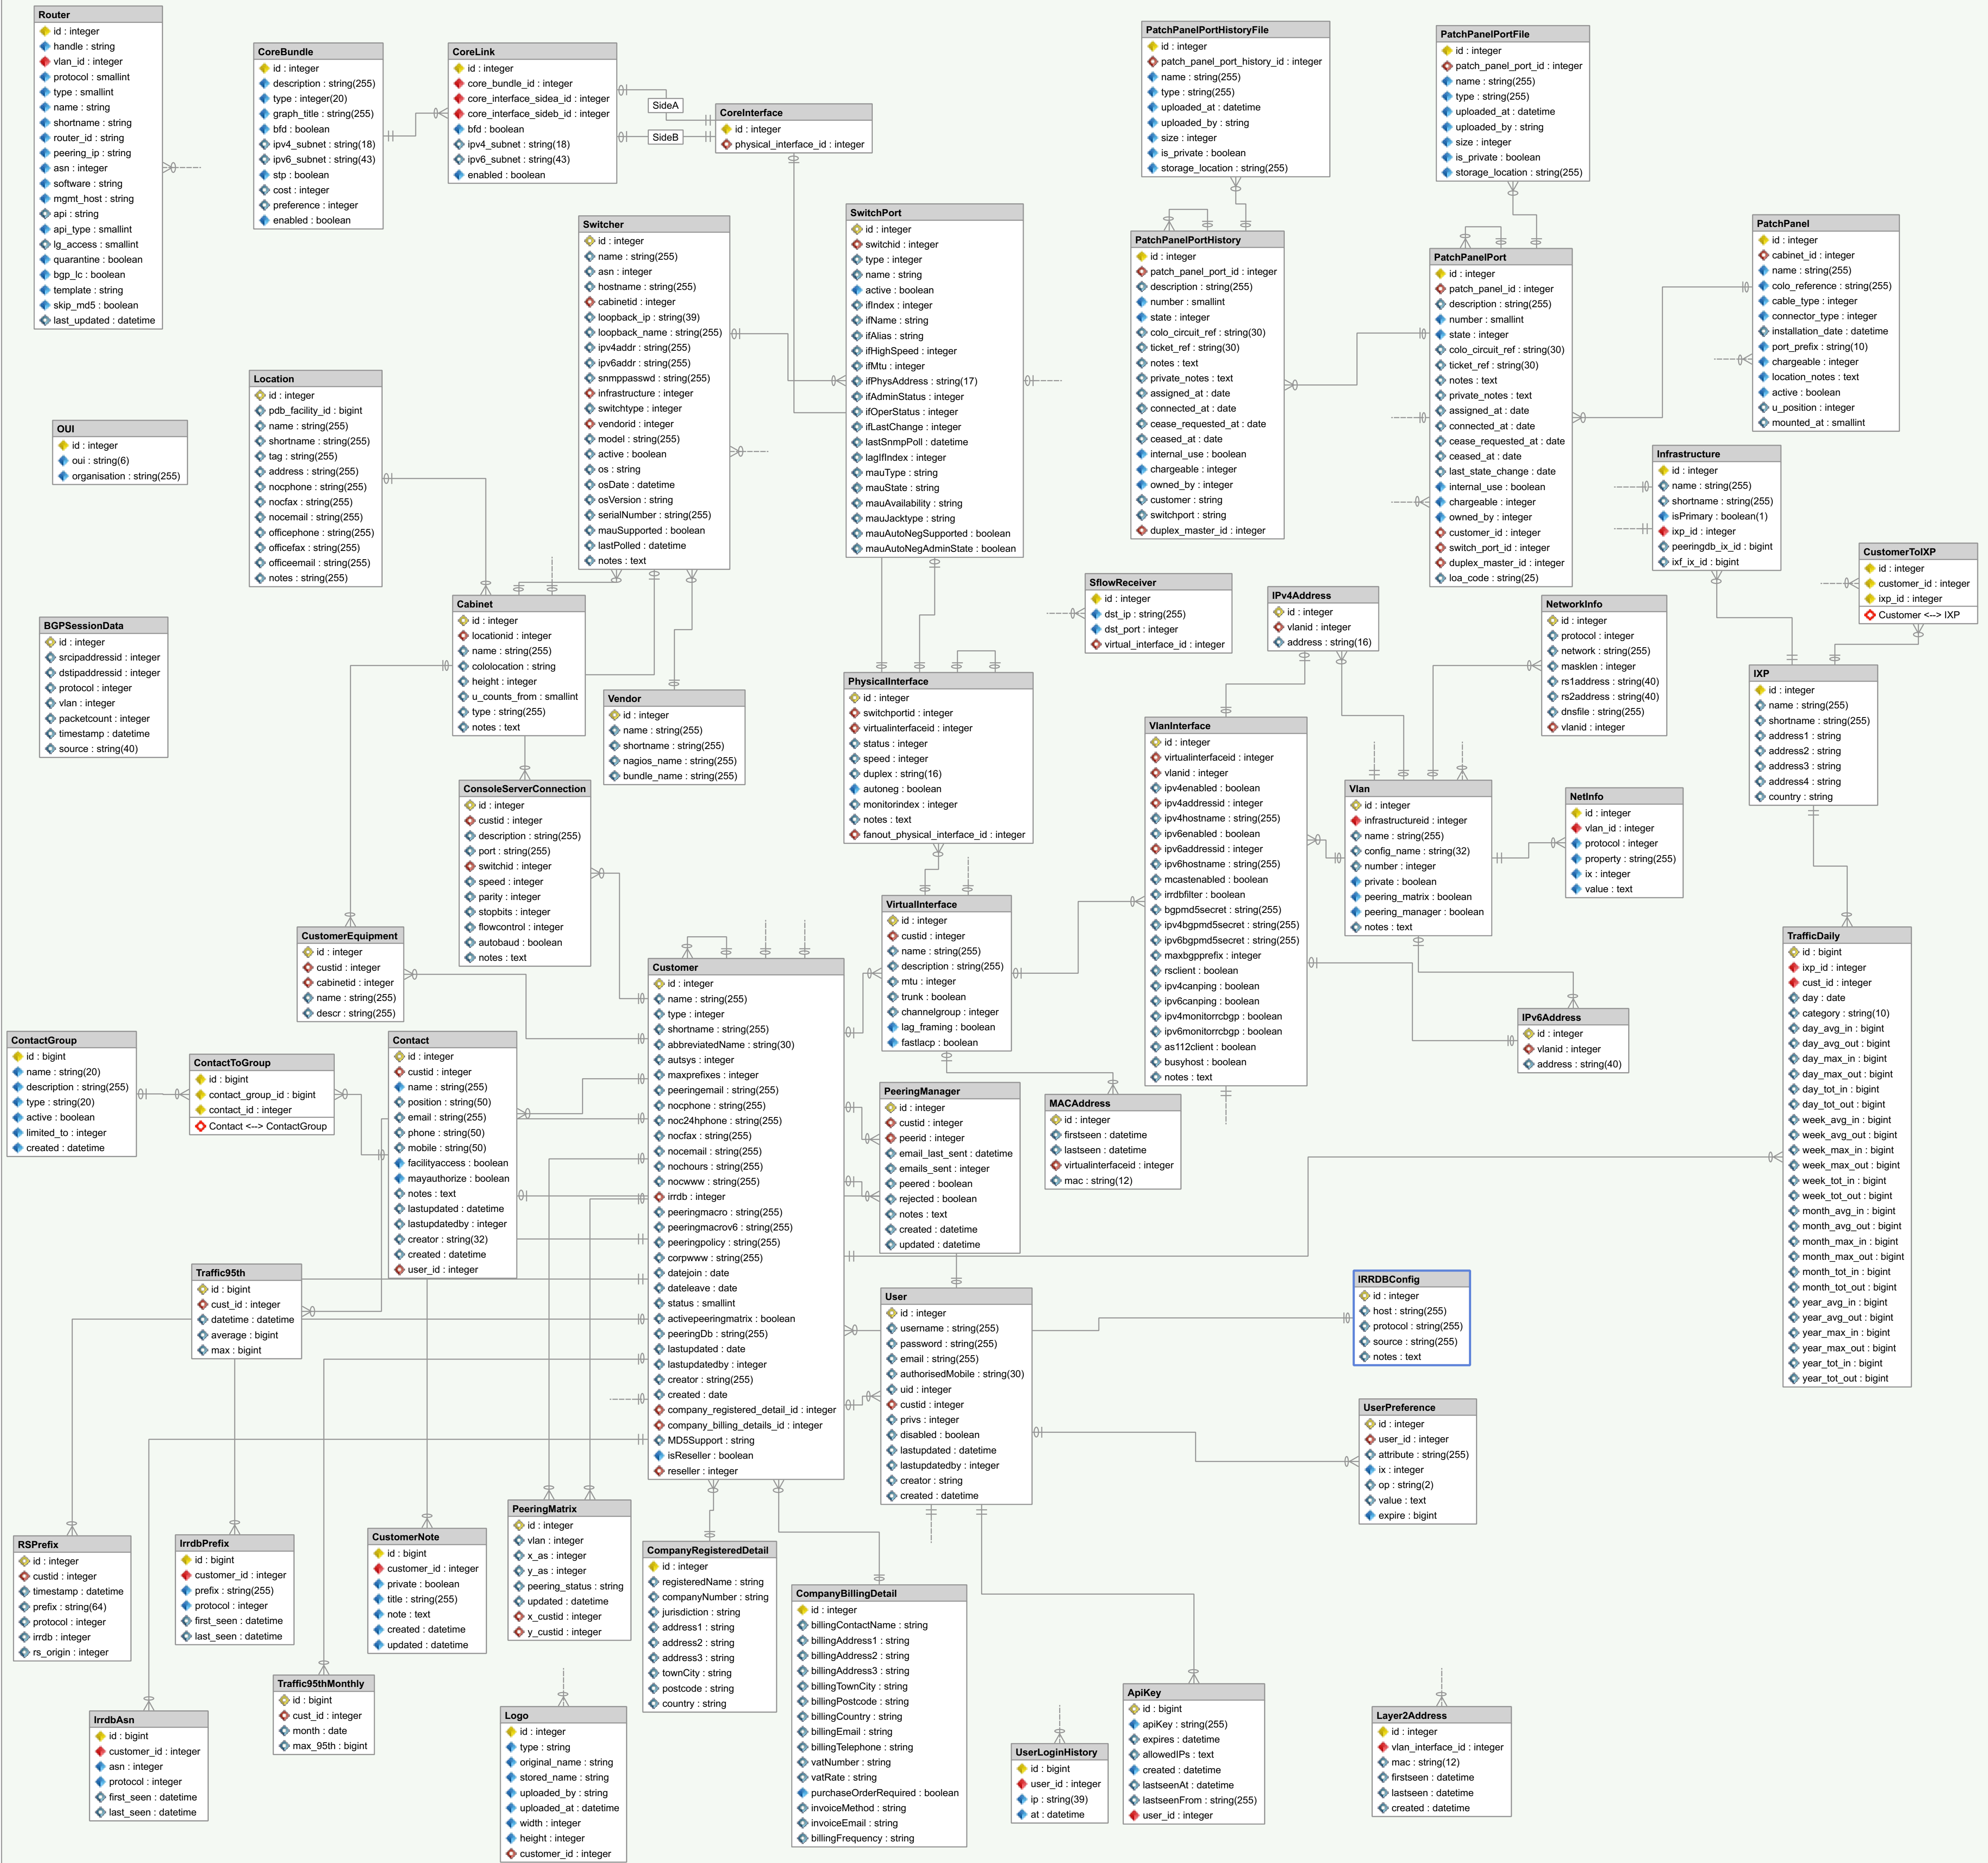 Router
id : integer
handle : string
vlan_id : integer
protocol : smallint
type : smallint
name : string
shortname : string
router_id : string
peering_ip : string
asn : integer
software : string
mgmt_host : string
api : string
api_type : smallint
lg_access : smallint
quarantine : boolean
bgp_lc : boolean
template : string
skip_md5 : boolean
last_updated : datetime
CoreBundle
id : integer
description : string(255)
type : integer(20)
graph_title : string(255)
bfd : boolean
ipv4_subnet : string(18)
ipv6_subnet : string(43)
stp : boolean
cost : integer
preference : integer
enabled : boolean
CoreLink
id : integer
core_bundle_id : integer
core_interface_sidea_id : integer
core_interface_sideb_id : integer
bfd : boolean
ipv4_subnet : string(18)
ipv6_subnet : string(43)
enabled : boolean
SideA
SideB
CoreInterface
id : integer
physical_interface_id : integer
PatchPanelPortHistoryFile
id : integer
patch_panel_port_history_id : integer
name : string(255)
type : string(255)
uploaded_at : datetime
uploaded_by : string
size : integer
is_private : boolean
storage_location : string(255)
PatchPanelPortFile
id : integer
patch_panel_port_id : integer
name : string(255)
type : string(255)
uploaded_at : datetime
uploaded_by : string
size : integer
is_private : boolean
storage_location : string(255)
Switcher
id : integer
name : string(255)
asn : integer
hostname : string(255)
cabinetid : integer
loopback_ip : string(39)
loopback_name : string(255)
ipv4addr : string(255)
ipv6addr : string(255)
snmppasswd : string(255)
infrastructure : integer
switchtype : integer
vendorid : integer
model : string(255)
active : boolean
os : string
osDate : datetime
osVersion : string
serialNumber : string(255)
mauSupported : boolean
lastPolled : datetime
notes : text
SwitchPort
id : integer
switchid : integer
type : integer
name : string
active : boolean
ifIndex : integer
ifName : string
ifAlias : string
ifHighSpeed : integer
ifMtu : integer
ifPhysAddress : string(17)
ifAdminStatus : integer
ifOperStatus : integer
ifLastChange : integer
lastSnmpPoll : datetime
lagIfIndex : integer
mauType : string
mauState : string
mauAvailability : string
mauJacktype : string
mauAutoNegSupported : boolean
mauAutoNegAdminState : boolean
PatchPanelPortHistory
id : integer
patch_panel_port_id : integer
description : string(255)
number : smallint
state : integer
colo_circuit_ref : string(30)
ticket_ref : string(30)
notes : text
private_notes : text
assigned_at : date
connected_at : date
cease_requested_at : date
ceased_at : date
internal_use : boolean
chargeable : integer
owned_by : integer
customer : string
switchport : string
duplex_master_id : integer
PatchPanelPort
id : integer
patch_panel_id : integer
description : string(255)
number : smallint
state : integer
colo_circuit_ref : string(30)
ticket_ref : string(30)
notes : text
private_notes : text
assigned_at : date
connected_at : date
cease_requested_at : date
ceased_at : date
last_state_change : date
internal_use : boolean
chargeable : integer
owned_by : integer
customer_id : integer
switch_port_id : integer
duplex_master_id : integer
loa_code : string(25)
PatchPanel
id : integer
cabinet_id : integer
name : string(255)
colo_reference : string(255)
cable_type : integer
connector_type : integer
installation_date : datetime
port_prefix : string(10)
chargeable : integer
location_notes : text
active : boolean
u_position : integer
mounted_at : smallint
Location
id : integer
pdb_facility_id : bigint
name : string(255)
shortname : string(255)
tag : string(255)
address : string(255)
nocphone : string(255)
nocfax : string(255)
nocemail : string(255)
officephone : string(255)
officefax : string(255)
officeemail : string(255)
notes : string(255)
OUI
id : integer
oui : string(6)
organisation : string(255)
Infrastructure
id : integer
name : string(255)
shortname : string(255)
isPrimary : boolean(1)
ixp_id : integer
peeringdb_ix_id : bigint
ixf_ix_id : bigint
CustomerToIXP
id : integer
customer_id : integer
ixp_id : integer
Customer <--> IXP
BGPSessionData
id : integer
srcipaddressid : integer
dstipaddressid : integer
protocol : integer
vlan : integer
packetcount : integer
timestamp : datetime
source : string(40)
Cabinet
id : integer
locationid : integer
name : string(255)
cololocation : string
height : integer
u_counts_from : smallint
type : string(255)
notes : text
Vendor
id : integer
name : string(255)
shortname : string(255)
nagios_name : string(255)
bundle_name : string(255)
SflowReceiver
id : integer
dst_ip : string(255)
dst_port : integer
virtual_interface_id : integer
IPv4Address
id : integer
vlanid : integer
address : string(16)
NetworkInfo
id : integer
protocol : integer
network : string(255)
masklen : integer
rs1address : string(40)
rs2address : string(40)
dnsfile : string(255)
vlanid : integer
IXP
id : integer
name : string(255)
shortname : string(255)
address1 : string
address2 : string
address3 : string
address4 : string
country : string
PhysicalInterface
id : integer
switchportid : integer
virtualinterfaceid : integer
status : integer
speed : integer
duplex : string(16)
autoneg : boolean
monitorindex : integer
notes : text
fanout_physical_interface_id : integer
VlanInterface
id : integer
virtualinterfaceid : integer
vlanid : integer
ipv4enabled : boolean
ipv4addressid : integer
ipv4hostname : string(255)
ipv6enabled : boolean
ipv6addressid : integer
ipv6hostname : string(255)
mcastenabled : boolean
irrdbfilter : boolean
bgpmd5secret : string(255)
ipv4bgpmd5secret : string(255)
ipv6bgpmd5secret : string(255)
maxbgpprefix : integer
rsclient : boolean
ipv4canping : boolean
ipv6canping : boolean
ipv4monitorrcbgp : boolean
ipv6monitorrcbgp : boolean
as112client : boolean
busyhost : boolean
notes : text
Vlan
id : integer
infrastructureid : integer
name : string(255)
config_name : string(32)
number : integer
private : boolean
peering_matrix : boolean
peering_manager : boolean
notes : text
NetInfo
id : integer
vlan_id : integer
protocol : integer
property : string(255)
ix : integer
value : text
ConsoleServerConnection
id : integer
custid : integer
description : string(255)
port : string(255)
switchid : integer
speed : integer
parity : integer
stopbits : integer
flowcontrol : integer
autobaud : boolean
notes : text
CustomerEquipment
id : integer
custid : integer
cabinetid : integer
name : string(255)
descr : string(255)
VirtualInterface
id : integer
custid : integer
name : string(255)
description : string(255)
mtu : integer
trunk : boolean
channelgroup : integer
lag_framing : boolean
fastlacp : boolean
TrafficDaily
id : bigint
ixp_id : integer
cust_id : integer
day : date
category : string(10)
day_avg_in : bigint
day_avg_out : bigint
day_max_in : bigint
day_max_out : bigint
day_tot_in : bigint
day_tot_out : bigint
week_avg_in : bigint
week_avg_out : bigint
week_max_in : bigint
week_max_out : bigint
week_tot_in : bigint
week_tot_out : bigint
month_avg_in : bigint
month_avg_out : bigint
month_max_in : bigint
month_max_out : bigint
month_tot_in : bigint
month_tot_out : bigint
year_avg_in : bigint
year_avg_out : bigint
year_max_in : bigint
year_max_out : bigint
year_tot_in : bigint
year_tot_out : bigint
Customer
id : integer
name : string(255)
type : integer
shortname : string(255)
abbreviatedName : string(30)
autsys : integer
maxprefixes : integer
peeringemail : string(255)
nocphone : string(255)
noc24hphone : string(255)
nocfax : string(255)
nocemail : string(255)
nochours : string(255)
nocwww : string(255)
irrdb : integer
peeringmacro : string(255)
peeringmacrov6 : string(255)
peeringpolicy : string(255)
corpwww : string(255)
datejoin : date
dateleave : date
status : smallint
activepeeringmatrix : boolean
peeringDb : string(255)
lastupdated : date
lastupdatedby : integer
creator : string(255)
created : date
company_registered_detail_id : integer
company_billing_details_id : integer
MD5Support : string
isReseller : boolean
reseller : integer
IPv6Address
id : integer
vlanid : integer
address : string(40)
ContactGroup
id : bigint
name : string(20)
description : string(255)
type : string(20)
active : boolean
limited_to : integer
created : datetime
ContactToGroup
id : bigint
contact_group_id : bigint
contact_id : integer
Contact <--> ContactGroup
Contact
id : integer
custid : integer
name : string(255)
position : string(50)
email : string(255)
phone : string(50)
mobile : string(50)
facilityaccess : boolean
mayauthorize : boolean
notes : text
lastupdated : datetime
lastupdatedby : integer
creator : string(32)
created : datetime
user_id : integer
PeeringManager
id : integer
custid : integer
peerid : integer
email_last_sent : datetime
emails_sent : integer
peered : boolean
rejected : boolean
notes : text
created : datetime
updated : datetime
MACAddress
id : integer
firstseen : datetime
lastseen : datetime
virtualinterfaceid : integer
mac : string(12)
Traffic95th
id : bigint
cust_id : integer
datetime : datetime
average : bigint
max : bigint
User
id : integer
username : string(255)
password : string(255)
email : string(255)
authorisedMobile : string(30)
uid : integer
custid : integer
privs : integer
disabled : boolean
lastupdated : datetime
lastupdatedby : integer
creator : string
created : datetime
IRRDBConfig
id : integer
host : string(255)
protocol : string(255)
source : string(255)
notes : text
UserPreference
id : integer
user_id : integer
attribute : string(255)
ix : integer
op : string(2)
value : text
expire : bigint
RSPrefix
id : integer
custid : integer
timestamp : datetime
prefix : string(64)
protocol : integer
irrdb : integer
rs_origin : integer
IrrdbPrefix
id : bigint
customer_id : integer
prefix : string(255)
protocol : integer
first_seen : datetime
last_seen : datetime
CustomerNote
id : bigint
customer_id : integer
private : boolean
title : string(255)
note : text
created : datetime
updated : datetime
PeeringMatrix
id : integer
vlan : integer
x_as : integer
y_as : integer
peering_status : string
updated : datetime
x_custid : integer
y_custid : integer
CompanyRegisteredDetail
id : integer
registeredName : string
companyNumber : string
jurisdiction : string
address1 : string
address2 : string
address3 : string
townCity : string
postcode : string
country : string
CompanyBillingDetail
id : integer
billingContactName : string
billingAddress1 : string
billingAddress2 : string
billingAddress3 : string
billingTownCity : string
billingPostcode : string
billingCountry : string
billingEmail : string
billingTelephone : string
vatNumber : string
vatRate : string
purchaseOrderRequired : boolean
invoiceMethod : string
invoiceEmail : string
billingFrequency : string
Traffic95thMonthly
id : bigint
cust_id : integer
month : date
max_95th : bigint
IrrdbAsn
id : bigint
customer_id : integer
asn : integer
protocol : integer
first_seen : datetime
last_seen : datetime
Logo
id : integer
type : string
original_name : string
stored_name : string
uploaded_by : string
uploaded_at : datetime
width : integer
height : integer
customer_id : integer
UserLoginHistory
id : bigint
user_id : integer
ip : string(39)
at : datetime
ApiKey
id : bigint
apiKey : string(255)
expires : datetime
allowedIPs : text
created : datetime
lastseenAt : datetime
lastseenFrom : string(255)
user_id : integer
Layer2Address
id : integer
vlan_interface_id : integer
mac : string(12)
firstseen : datetime
lastseen : datetime
created : datetime